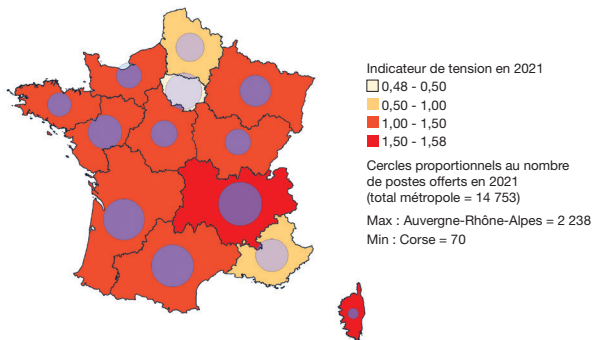 Indicateur de tension en 2021
0,48 - 0,50
0,50 - 1,00
1,00 - 1,50
1,50 - 1,58
Cercles proportionnels au nombre
de postes offerts en 2021
(total métropole = 14 753)
Max : Auvergne-Rhône-Alpes = 2 238
Min : Corse = 70